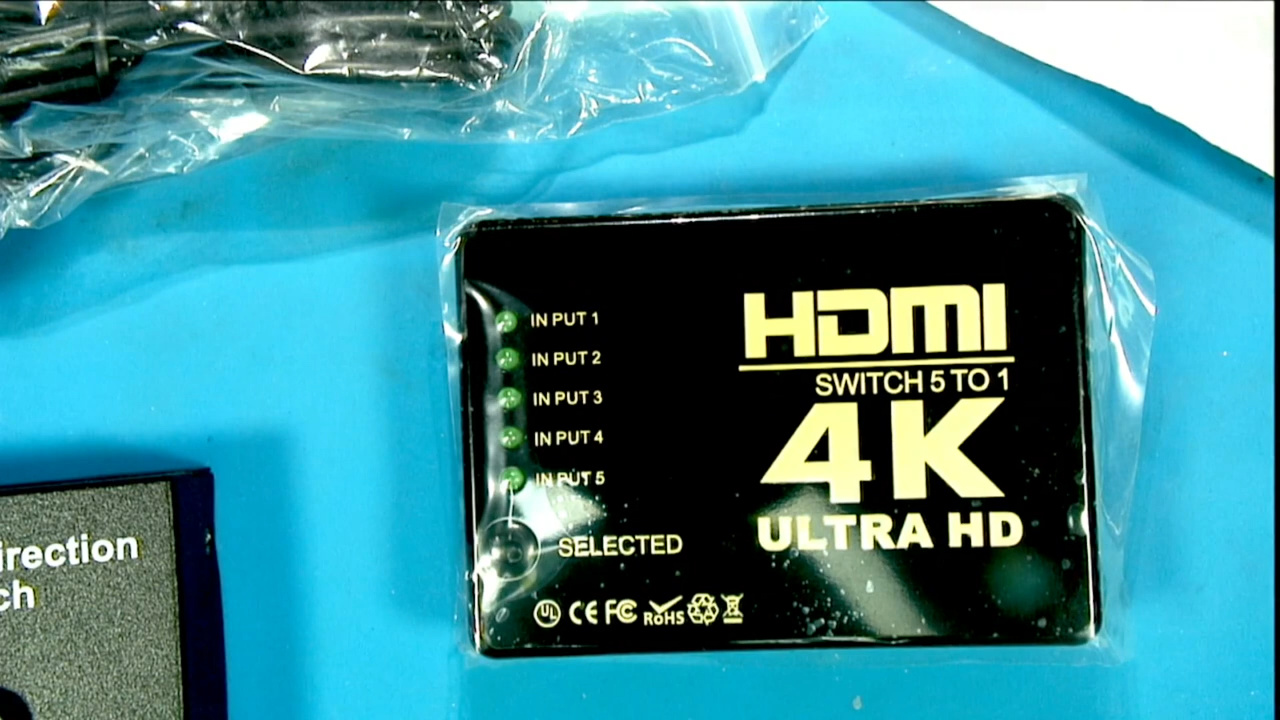 IN PUT 1
IN PUT 2
IN PUT 3
IN PUT 4
IN PUT 5
SELECTED
UL CE FC RoHS
HDMI
SWITCH 5 TO 1
4K
ULTRA HD
irection
ch